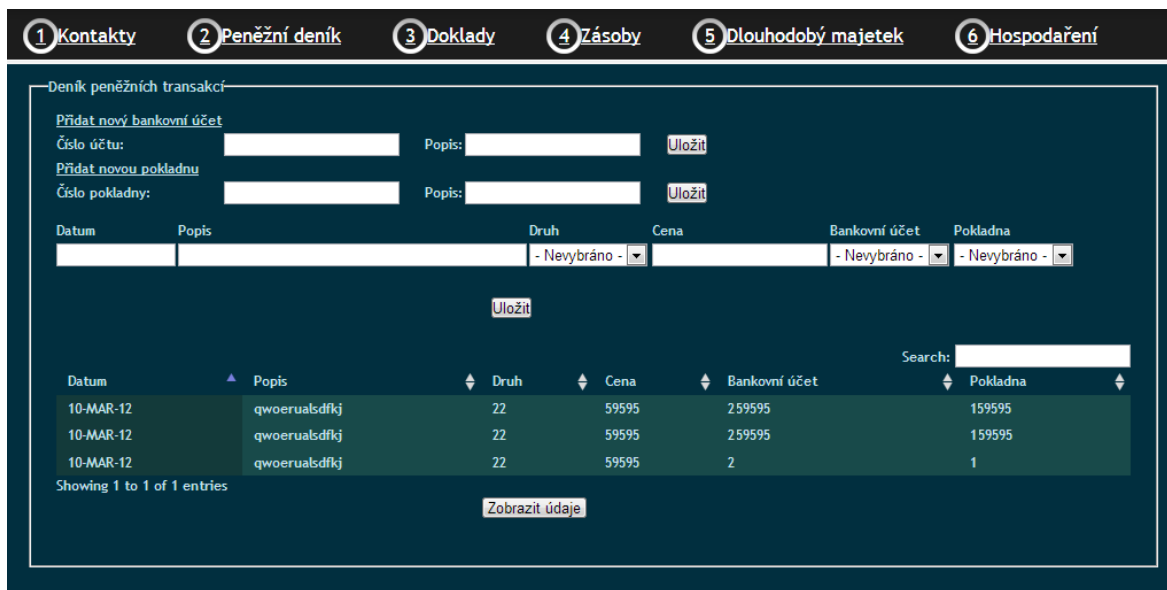 1 Kontakty 2 Peněžní deník 3 Doklady 4 Zásoby 5 Dlouhodobý majetek 6 Hospodaření
Deník peněžních transakcí
Přidat nový bankovní účet
Číslo účtu: Popis: Uložit
Přidat novou pokladnu
Číslo pokladny: Popis: Uložit
Datum Popis Druh Cena Bankovní účet Pokladna
- Nevybráno - - Nevybráno - - Nevybráno -
Uložit
Search:
Datum Popis Druh Cena Bankovní účet Pokladna
10-MAR-12 qwoerualsdfkj 22 59595 259595 159595
10-MAR-12 qwoerualsdfkj 22 59595 259595 159595
10-MAR-12 qwoerualsdfkj 22 59595 2 1
Showing 1 to 1 of 1 entries
Zobrazit údaje